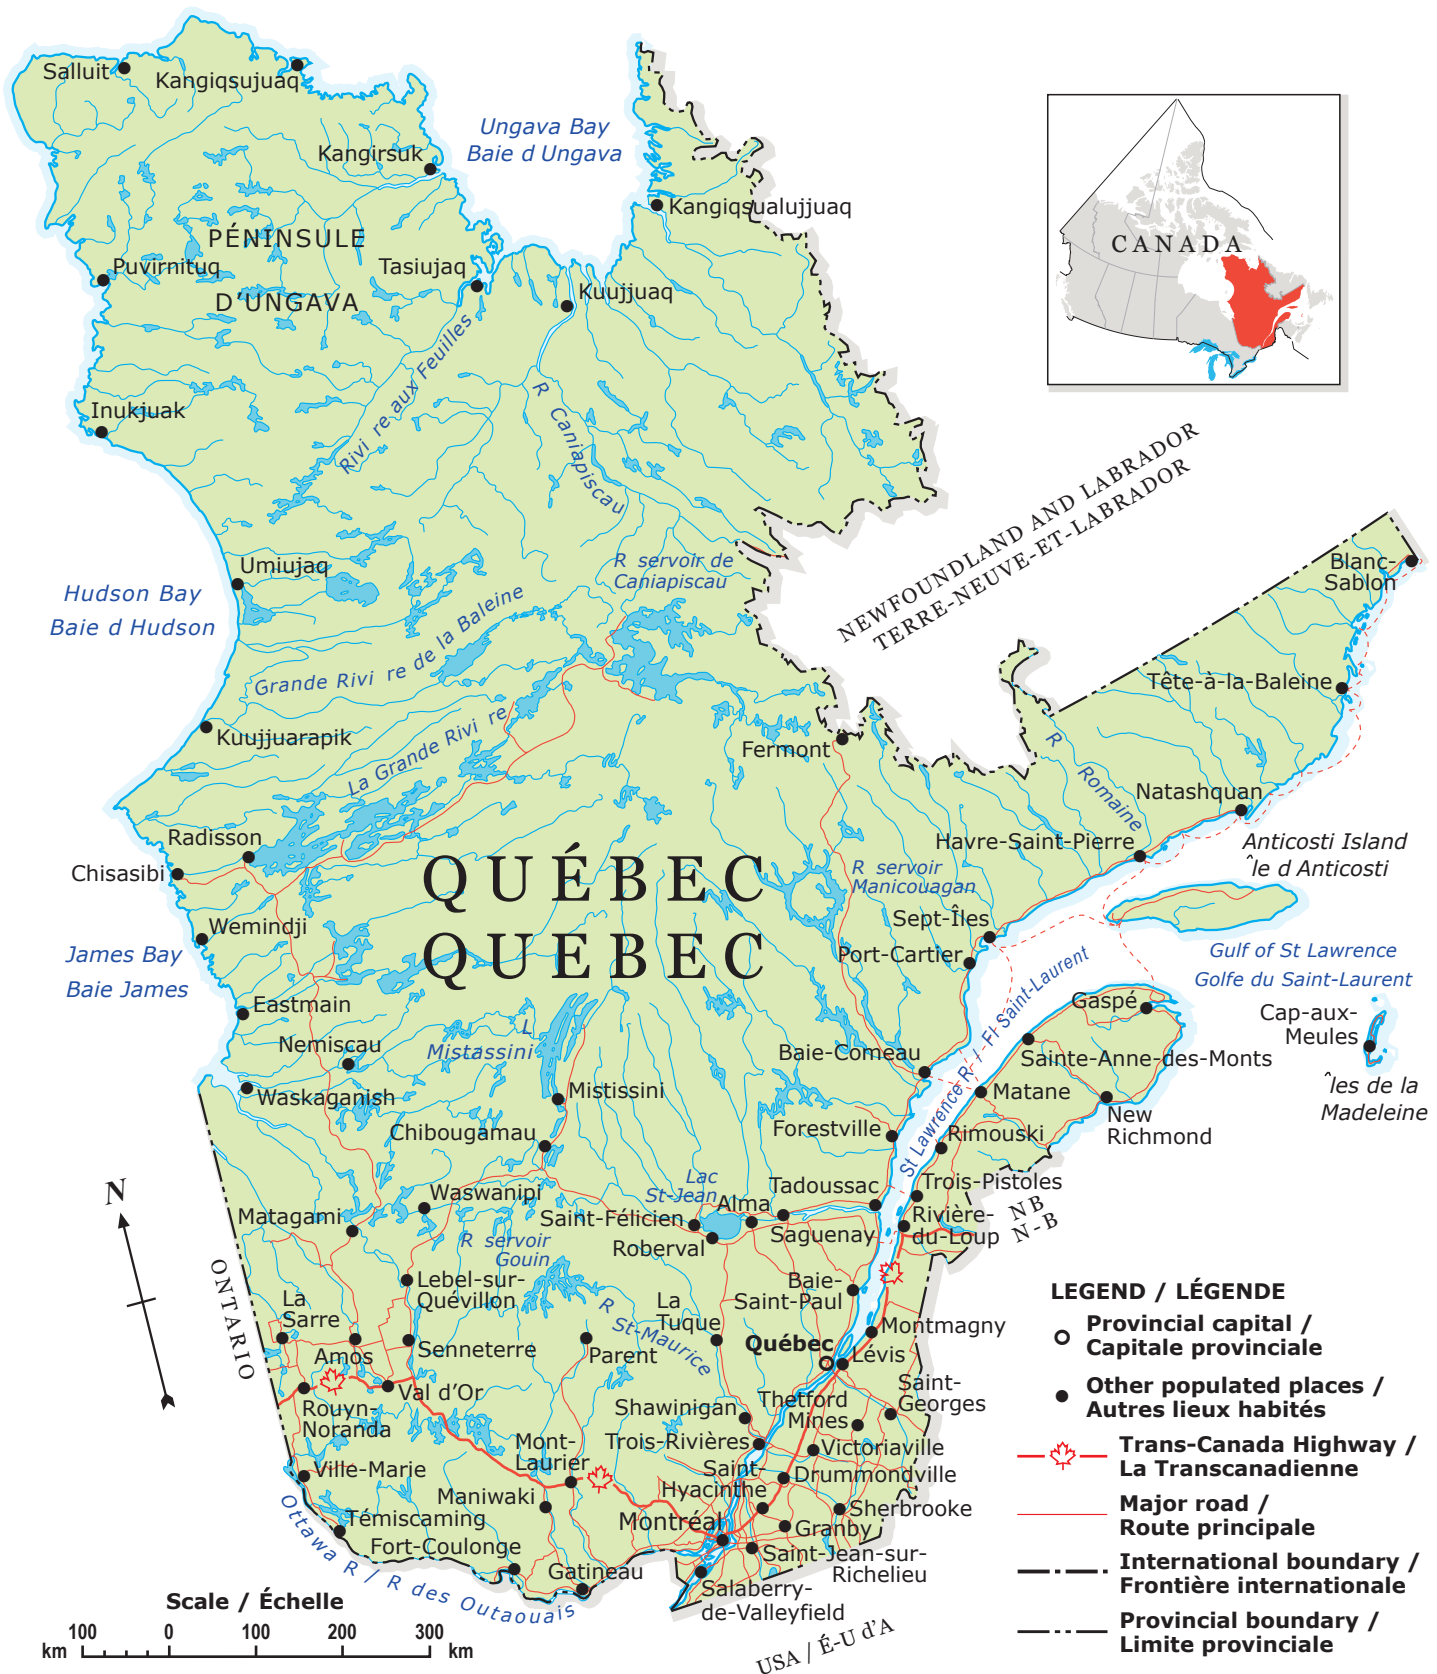 Salluit
Kangiqsujuaq
Ungava Bay
Baie d Ungava
Kangirsuk
Kangiqsualujjuaq
PÉNINSULE
D'UNGAVA
Puvirnituq
Tasiujaq
Kuujjuaq
CANADA
Rivi re aux Feuilles
R Caniapiscau
Inukjuak
NEWFOUNDLAND AND LABRADOR
TERRE-NEUVE-ET-LABRADOR
R servoir de
Caniapiscau
Umiujaq
Hudson Bay
Baie d Hudson
Grande Rivi re de la Baleine
Blanc-
Sablon
Tête-à-la-Baleine
Kuujjuarapik
La Grande Rivi re
Fermont
R Romaine
Natashquan
Radisson
Chisasibi
Havre-Saint-Pierre
Anticosti Island
Île d Anticosti
QUÉBEC
QUEBEC
R servoir
Manicouagan
Sept-Îles
Port-Cartier
Wemindji
James Bay
Baie James
Gulf of St Lawrence
Golfe du Saint-Laurent
St Lawrence R / Fl Saint-Laurent
Gaspé
Cap-aux-
Meules
Îles de la
Madeleine
Eastmain
Nemiscau
L
Mistassini
Baie-Comeau
Sainte-Anne-des-Monts
Waskaganish
Mistissini
Matane
New
Richmond
Chibougamau
Forestville
Rimouski
Lac
St-Jean
Tadoussac
Trois-Pistoles
NB
N-B
N
Waswanipi
Matagami
Saint-Félicien
Alma
Saguenay
Rivière-
du-Loup
Roberval
R servoir
Gouin
ONTARIO
Lebel-sur-
Quévillon
Baie-
Saint-Paul
La
Sarre
La
Tuque
R St-Maurice
Montmagny
Amos
Senneterre
Parent
Québec
Lévis
Val d'Or
Rouyn-
Noranda
Shawinigan
Thetford
Mines
Saint-
Georges
Mont-
Laurier
Trois-Rivières
Victoriaville
Ville-Marie
Saint-
Hyacinthe
Drummondville
Maniwaki
Sherbrooke
Témiscaming
Montréal
Granby
Fort-Coulonge
Saint-Jean-sur-
Richelieu
Gatineau
Salaberry-
de-Valleyfield
Ottawa R / R des Outaouais
USA / É-U d'A
Scale / Échelle
100 0 100 200 300
km km
LEGEND / LÉGENDE
Provincial capital /
Capitale provinciale
Other populated places /
Autres lieux habités
Trans-Canada Highway /
La Transcanadienne
Major road /
Route principale
International boundary /
Frontière internationale
Provincial boundary /
Limite provinciale